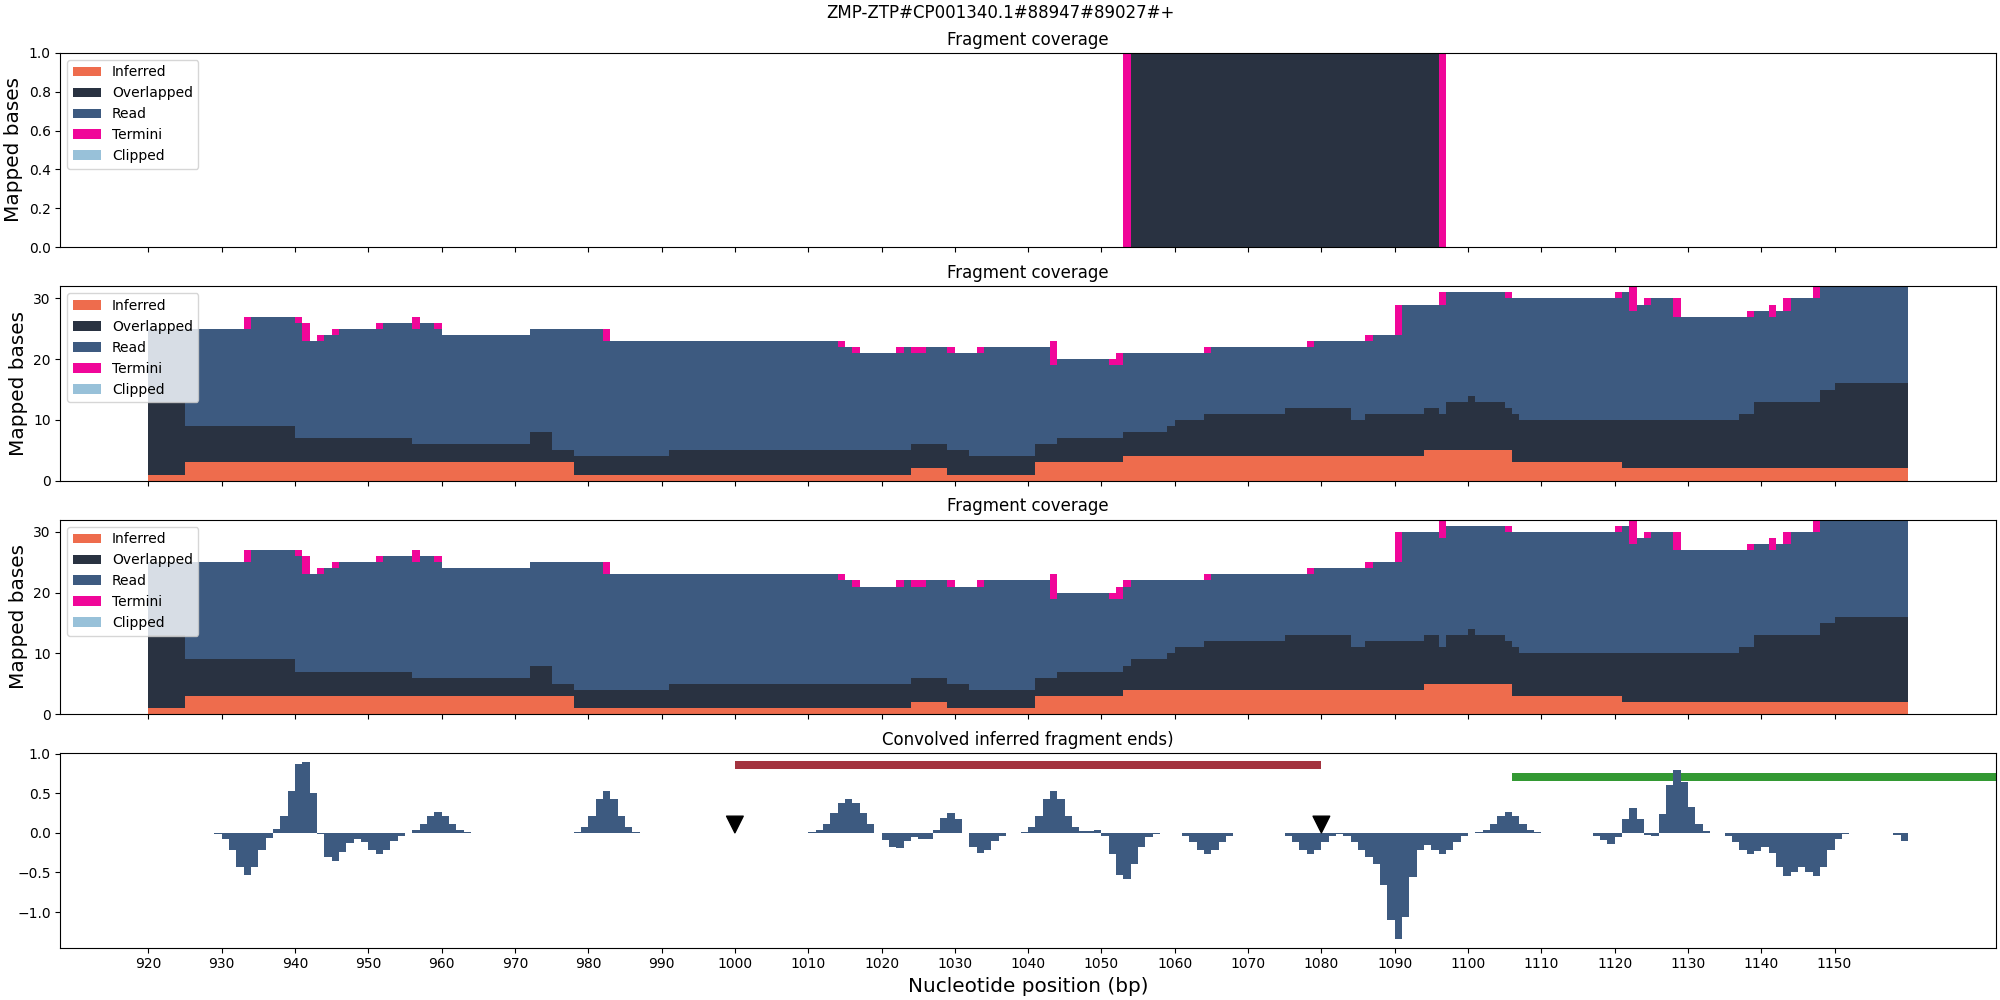 ZMP-ZTP#CP001340.1#88947#89027#+
Fragment coverage
Mapped bases
1.0
0.8
0.6
0.4
0.2
0.0
Inferred
Overlapped
Read
Termini
Clipped
Fragment coverage
Mapped bases
30
20
10
0
Inferred
Overlapped
Read
Termini
Clipped
Fragment coverage
Mapped bases
30
20
10
0
Inferred
Overlapped
Read
Termini
Clipped
Convolved inferred fragment ends)
1.0
0.5
0.0
−0.5
−1.0
920 930 940 950 960 970 980 990 1000 1010 1020 1030 1040 1050 1060 1070 1080 1090 1100 1110 1120 1130 1140 1150
Nucleotide position (bp)